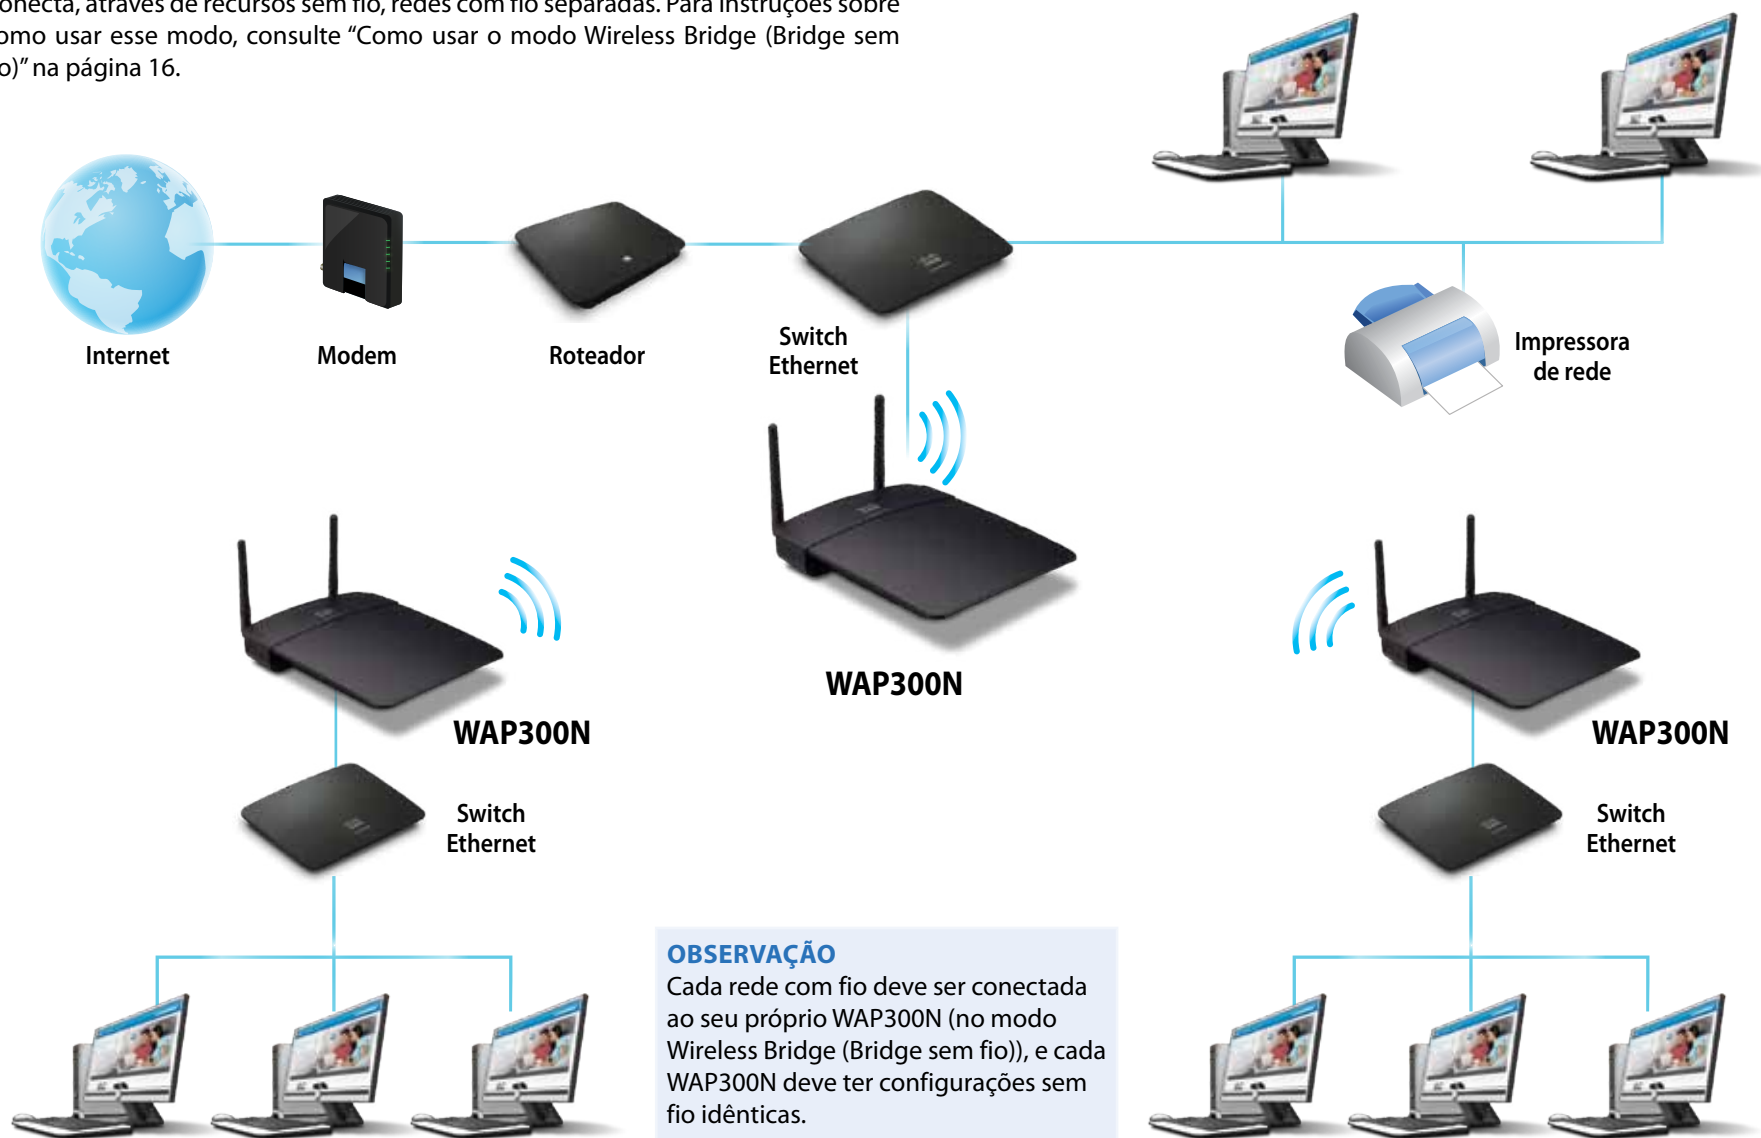 onecta, através de recursos sem fio, redes com fio separadas. Para instruções sobre
omo usar esse modo, consulte “Como usar o modo Wireless Bridge (Bridge sem
o)” na página 16.
Internet
Modem
Roteador
Switch
Ethernet
Impressora
de rede
WAP300N
WAP300N
WAP300N
Switch
Ethernet
Switch
Ethernet
OBSERVAÇÃO
Cada rede com fio deve ser conectada
ao seu próprio WAP300N (no modo
Wireless Bridge (Bridge sem fio)), e cada
WAP300N deve ter configurações sem
fio idênticas.